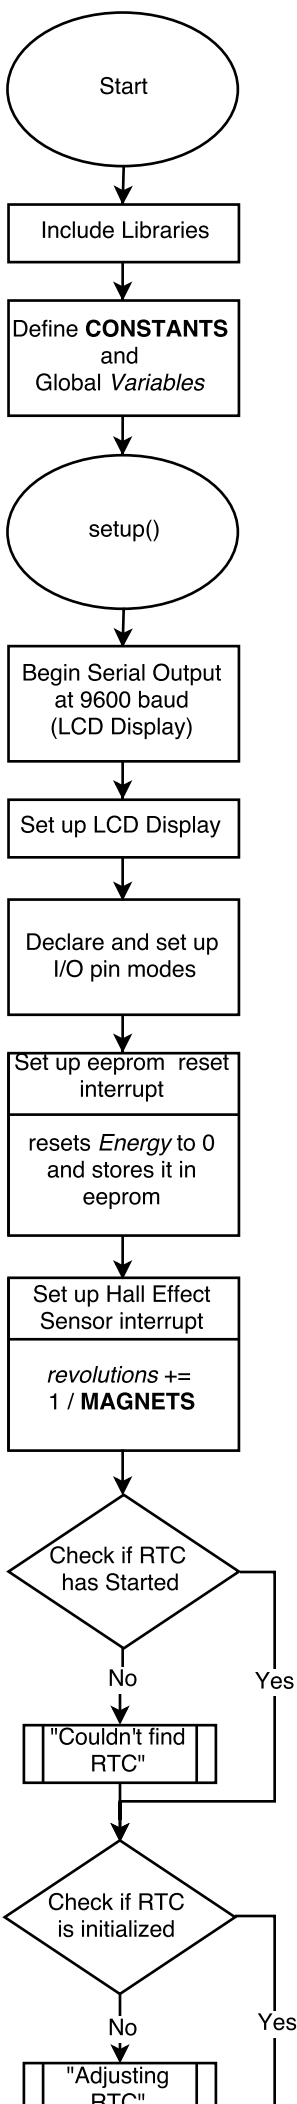 Start
Include Libraries
Define CONSTANTS
and
Global Variables
setup()
Begin Serial Output
at 9600 baud
(LCD Display)
Set up LCD Display
Declare and set up
I/O pin modes
Set up eeprom reset
interrupt
resets Energy to 0
and stores it in
eeprom
Set up Hall Effect
Sensor interrupt
revolutions +=
1 / MAGNETS
Check if RTC
has Started
No
Yes
"Couldn't find
RTC"
Check if RTC
is initialized
No
Yes
"Adjusting
RTC"